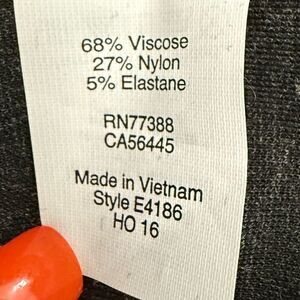 68% Viscose
27% Nylon
5% Elastane
RN77388
CA56445
Made in Vietnam
Style E4186
HO 16